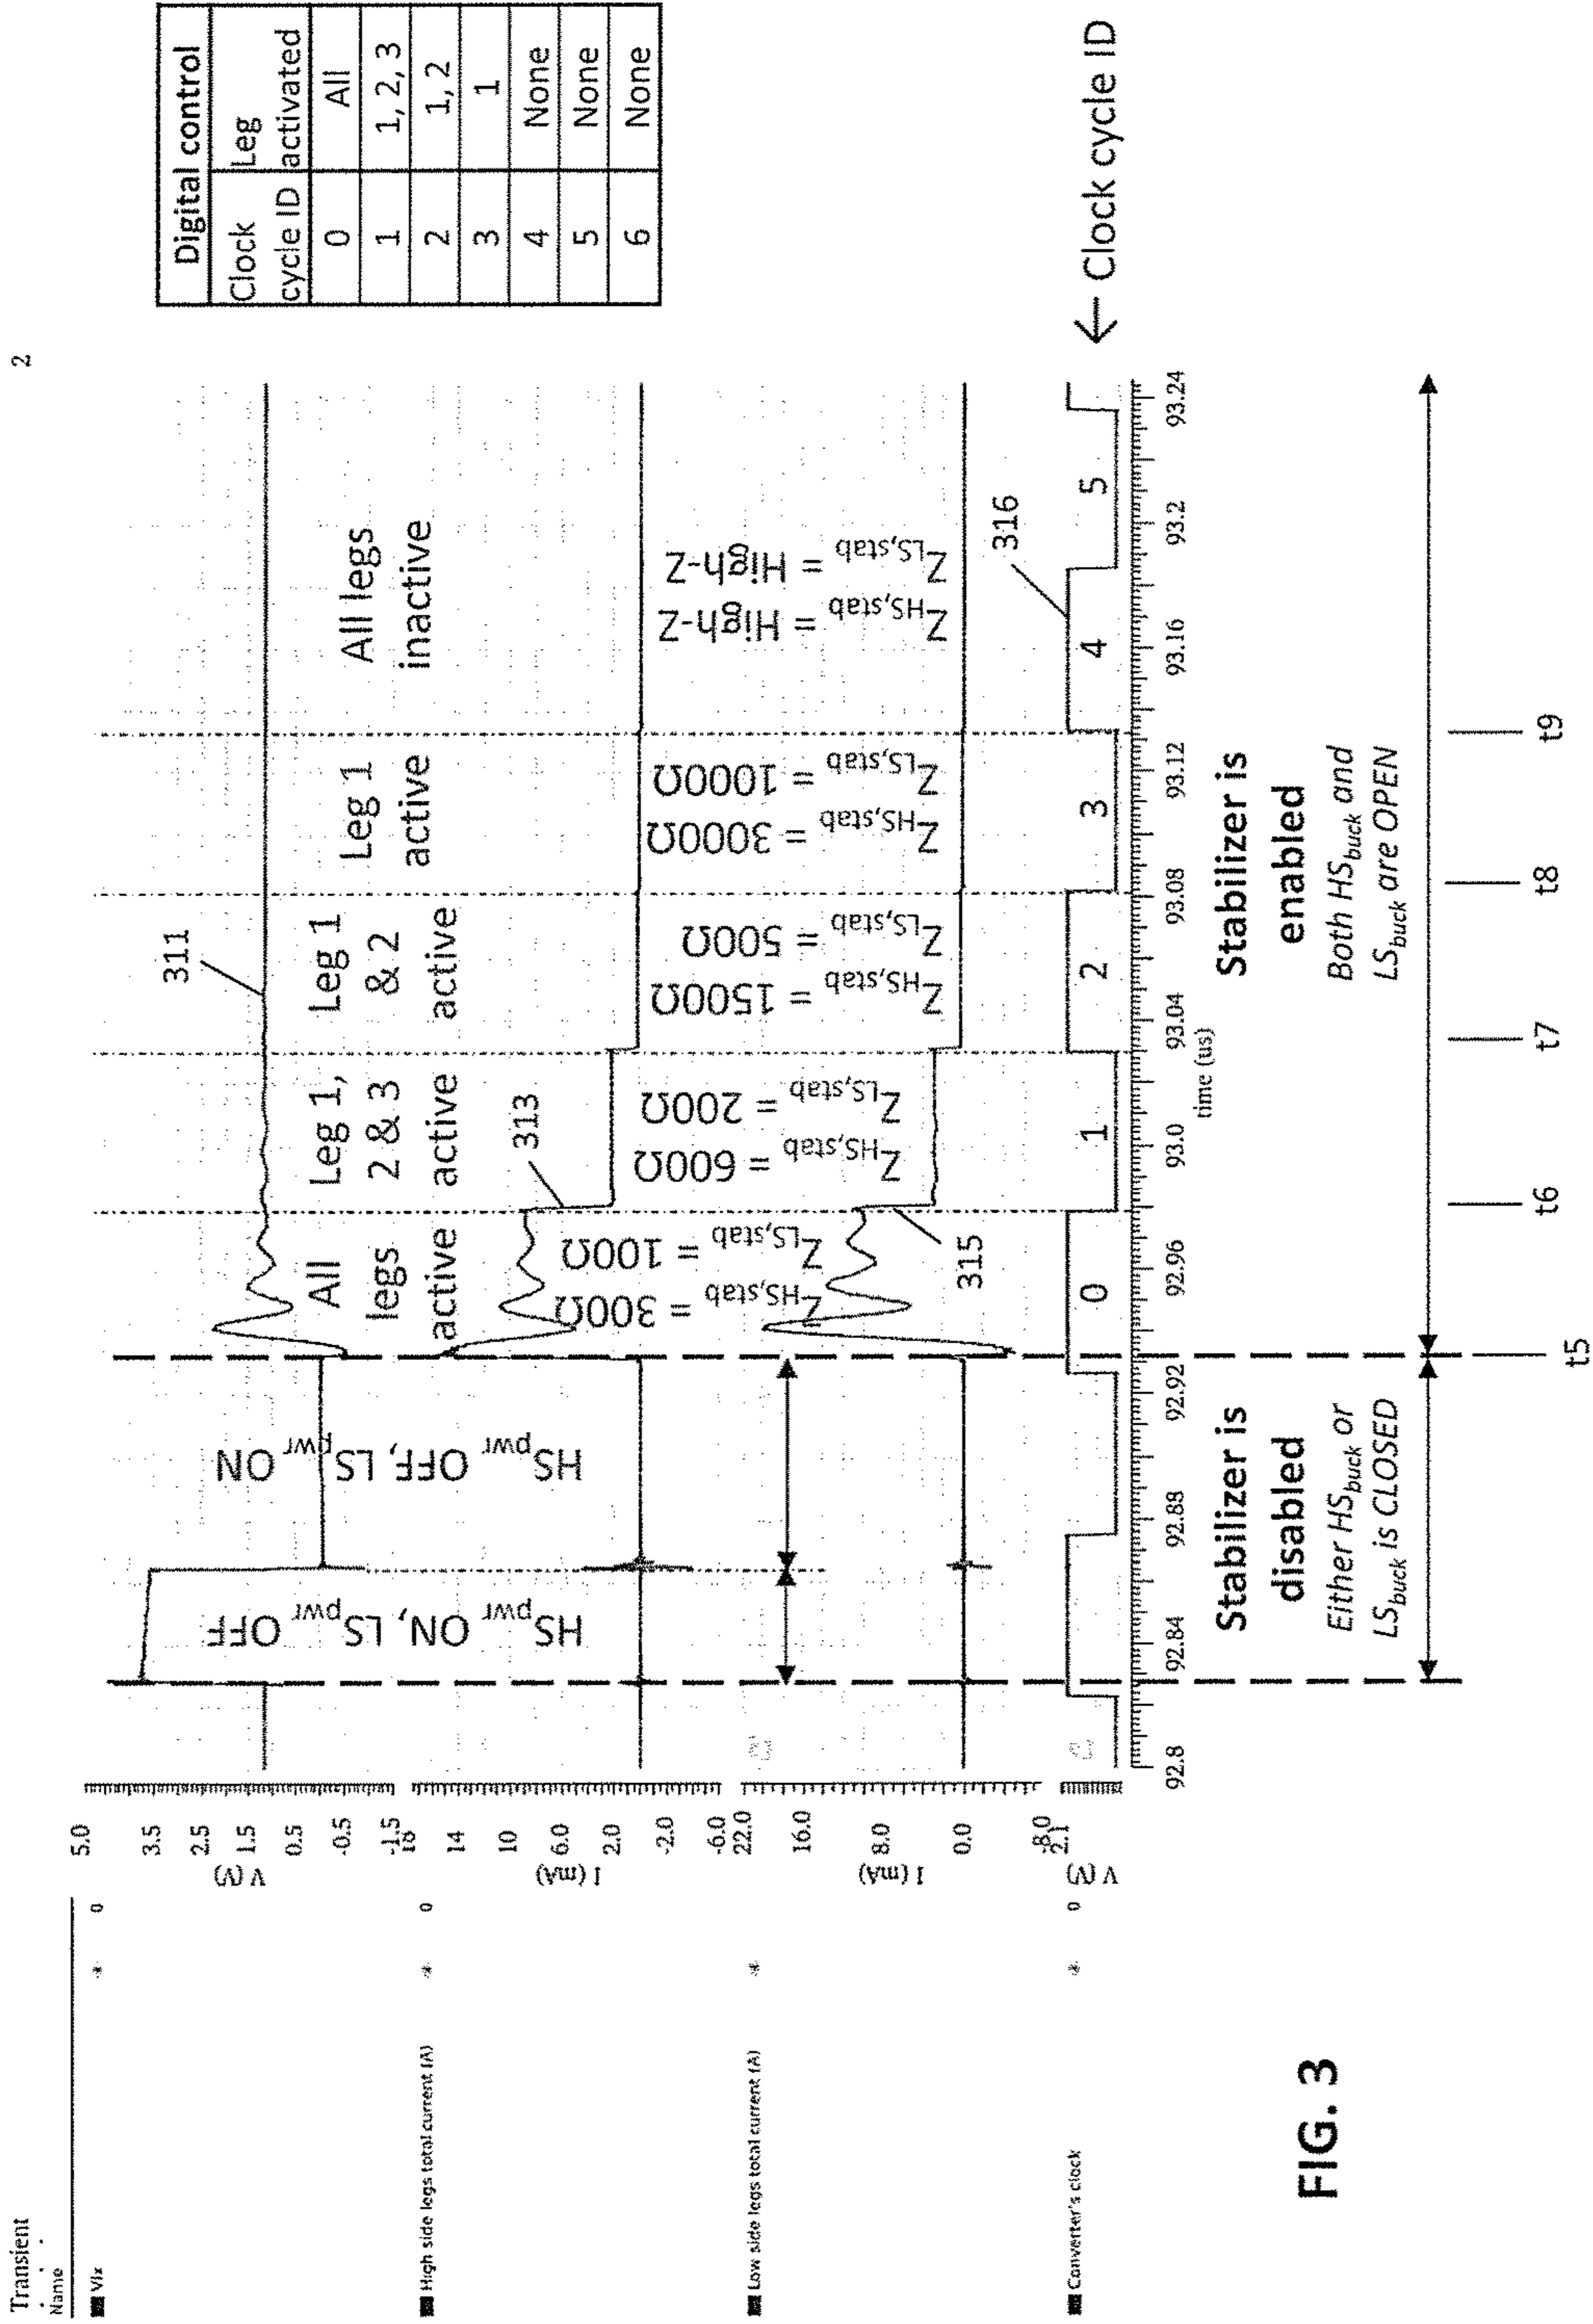 2
Transient
Name
Vlx
* 0
High side legs total current (A)
* 0
Low side legs total current (A)
* 0
Converter's clock
* 0
V (V)
5.0
3.5
2.5
1.5
0.5
-0.5
-1.5
I (mA)
18
14
10
6.0
2.0
-2.0
-6.0
I (mA)
22.0
16.0
8.0
0.0
-8.0
V (V)
2.1
HSpwr ON, LSpwr OFF
HSpwr OFF, LSpwr ON
311
All
legs
active
Leg 1,
2 & 3
active
Leg 1
& 2
active
Leg 1
active
All legs
inactive
313
ZHS,stab = 300Ω
ZLS,stab = 100Ω
ZHS,stab = 600Ω
ZLS,stab = 200Ω
ZHS,stab = 1500Ω
ZLS,stab = 500Ω
ZHS,stab = 3000Ω
ZLS,stab = 1000Ω
ZHS,stab = High-Z
ZLS,stab = High-Z
315
316
0 1 2 3 4 5
← Clock cycle ID
92.8 92.84 92.88 92.92 92.96 93.0 93.04 93.08 93.12 93.16 93.2 93.24
time (us)
Stabilizer is
disabled
Either HSbuck or
LSbuck is CLOSED
Stabilizer is
enabled
Both HSbuck and
LSbuck are OPEN
t5 t6 t7 t8 t9
Digital control
Clock
cycle ID
Leg
activated
0 All
1 1, 2, 3
2 1, 2
3 1
4 None
5 None
6 None
FIG. 3